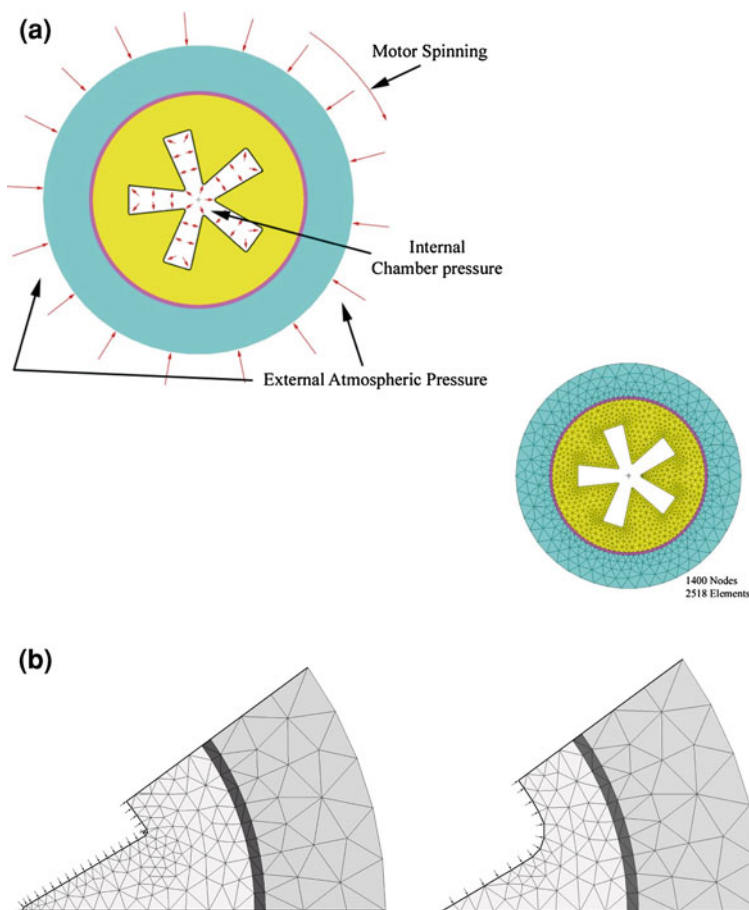 (a)
Motor Spinning
Internal
Chamber pressure
External Atmospheric Pressure
1400 Nodes
2518 Elements
(b)